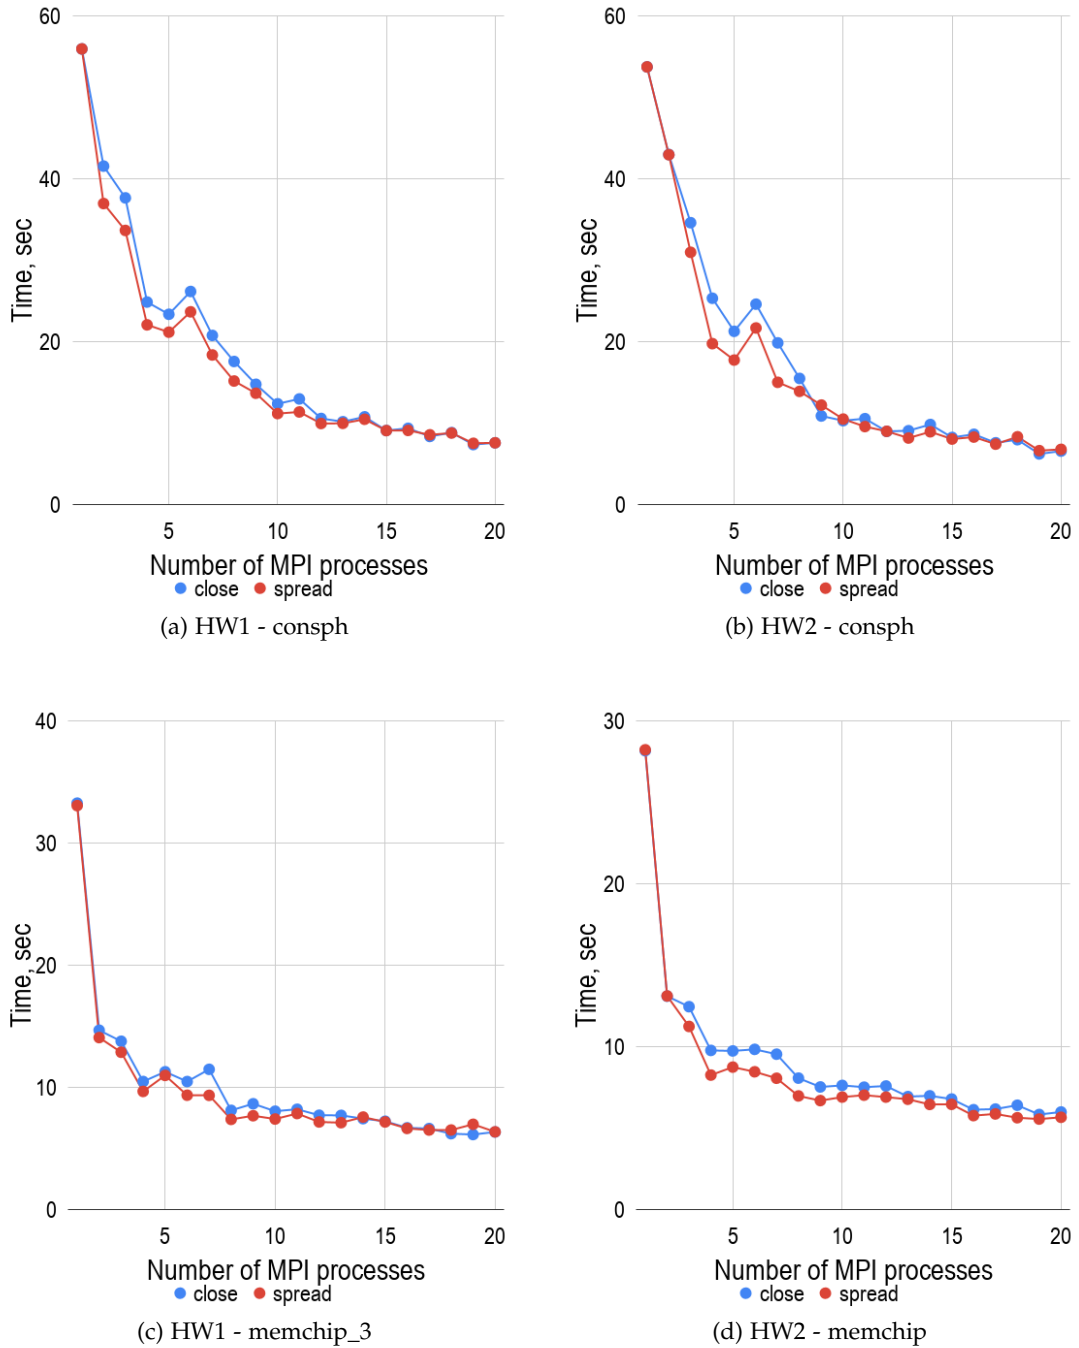 60
40
20
0
Time, sec
5 10 15 20
Number of MPI processes
close spread
(a) HW1 - consph
60
40
20
0
Time, sec
5 10 15 20
Number of MPI processes
close spread
(b) HW2 - consph
40
30
20
10
0
Time, sec
5 10 15 20
Number of MPI processes
close spread
(c) HW1 - memchip_3
30
20
10
0
Time, sec
5 10 15 20
Number of MPI processes
close spread
(d) HW2 - memchip